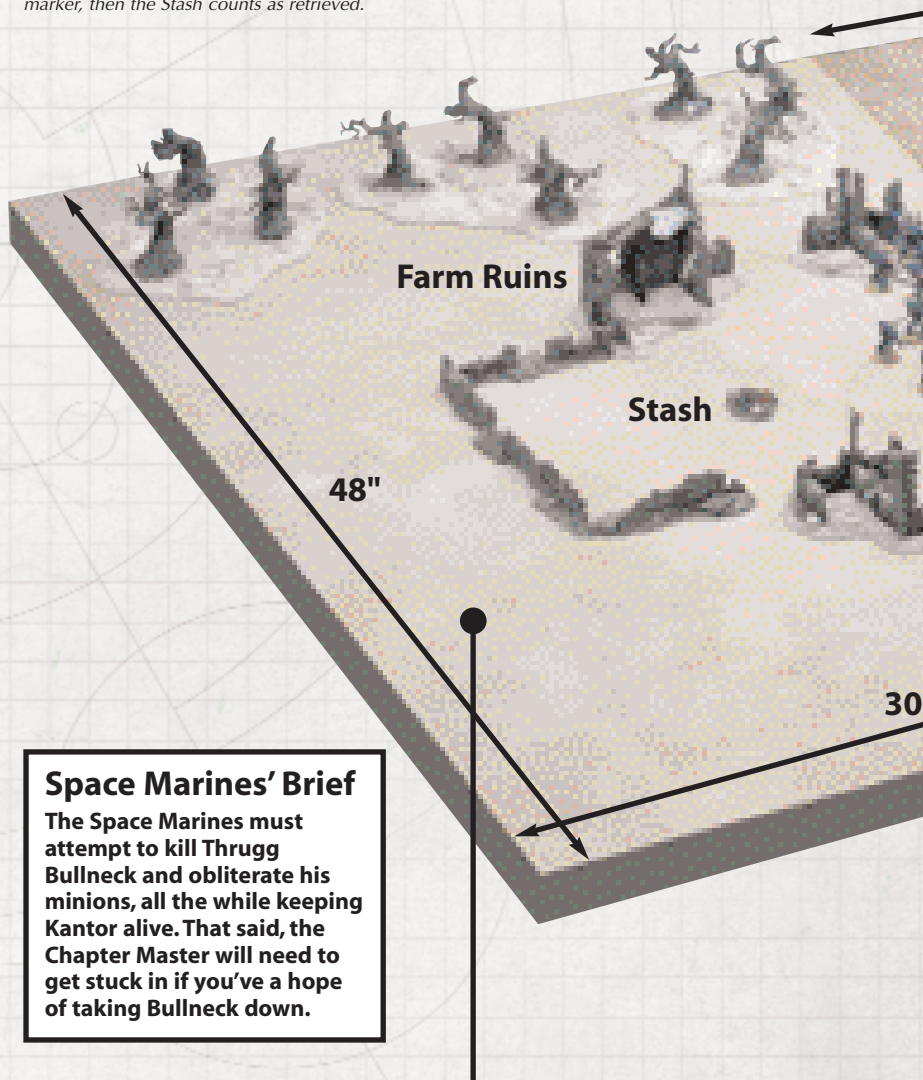 marker, then the Stash counts as retrieved.
Farm Ruins
Stash
48"
30
Space Marines' Brief
The Space Marines must
attempt to kill Thrugg
Bullneck and obliterate his
minions, all the while keeping
Kantor alive. That said, the
Chapter Master will need to
get stuck in if you've a hope
of taking Bullneck down.